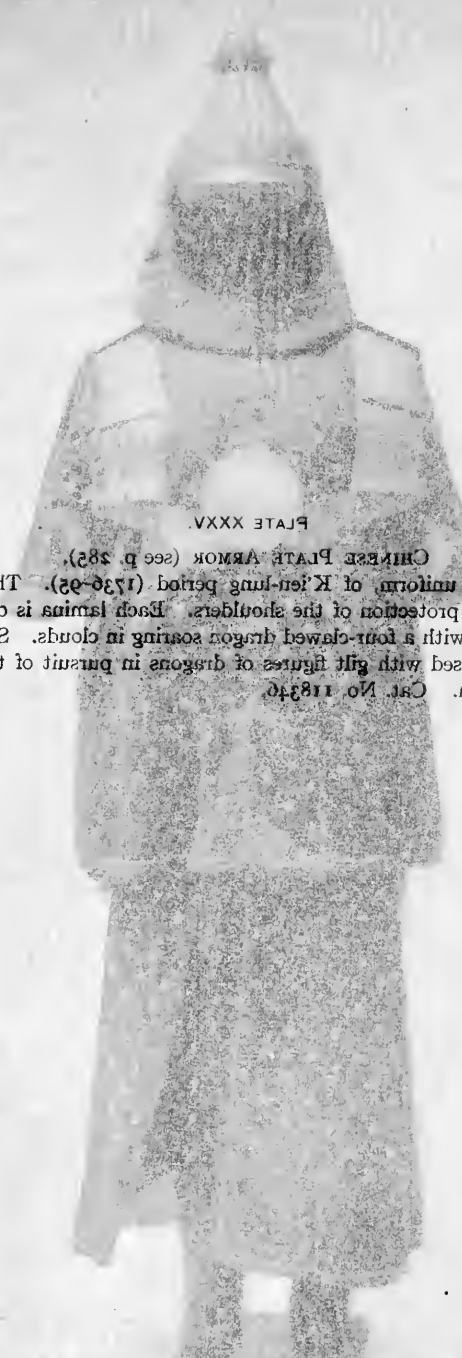 PLATE XXXV.
CHINESE PLATE ARMOR (see p. 285).
uniform, of K'ien-lung period (1736-95).
protection of the shoulders. Each lamina is
with a four-clawed dragon soaring in clouds.
with gilt figures of dragons in pursuit of
Cat. No. 118346.